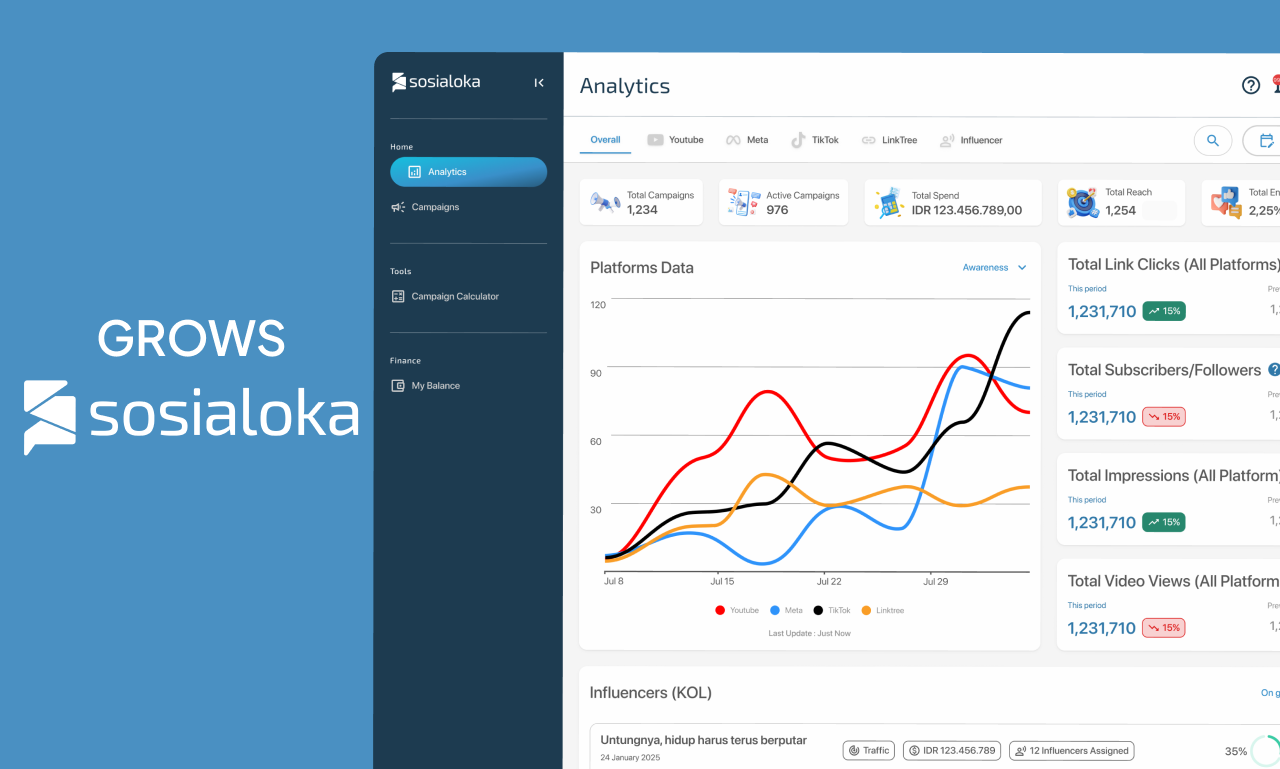 GROWS
sosialoka
sosialoka
Home
Analytics
Campaigns
Tools
Campaign Calculator
Finance
My Balance
Analytics
Overall
Youtube
Meta
TikTok
LinkTree
Influencer
Total Campaigns
1,234
Active Campaigns
976
Total Spend
IDR 123.456.789,00
Total Reach
1,254
Total En
2,25%
Platforms Data
Awareness
120
90
60
30
Jul 8
Jul 15
Jul 22
Jul 29
Youtube
Meta
TikTok
Linktree
Last Update : Just Now
Total Link Clicks (All Platforms)
This period
Pre
1,231,710
15%
1,
Total Subscribers/Followers
This period
Pre
1,231,710
15%
1,
Total Impressions (All Platform
This period
Pre
1,231,710
15%
1,
Total Video Views (All Platform
This period
Pre
1,231,710
15%
1,
Influencers (KOL)
On g
Untungnya, hidup harus terus berputar
24 January 2025
Traffic
IDR 123.456.789
12 Influencers Assigned
35%